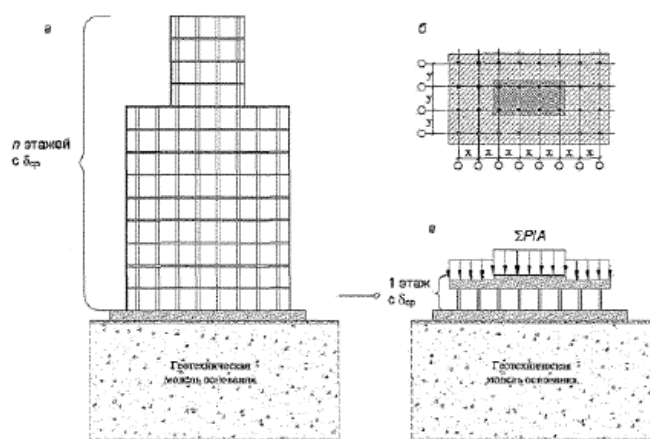 а
n этажей
с δср
б
y
y
y
x x x x x x x
в
ΣP/A
1 этаж
с δср
Геотехническая
модель основания
Геотехническая
модель основания